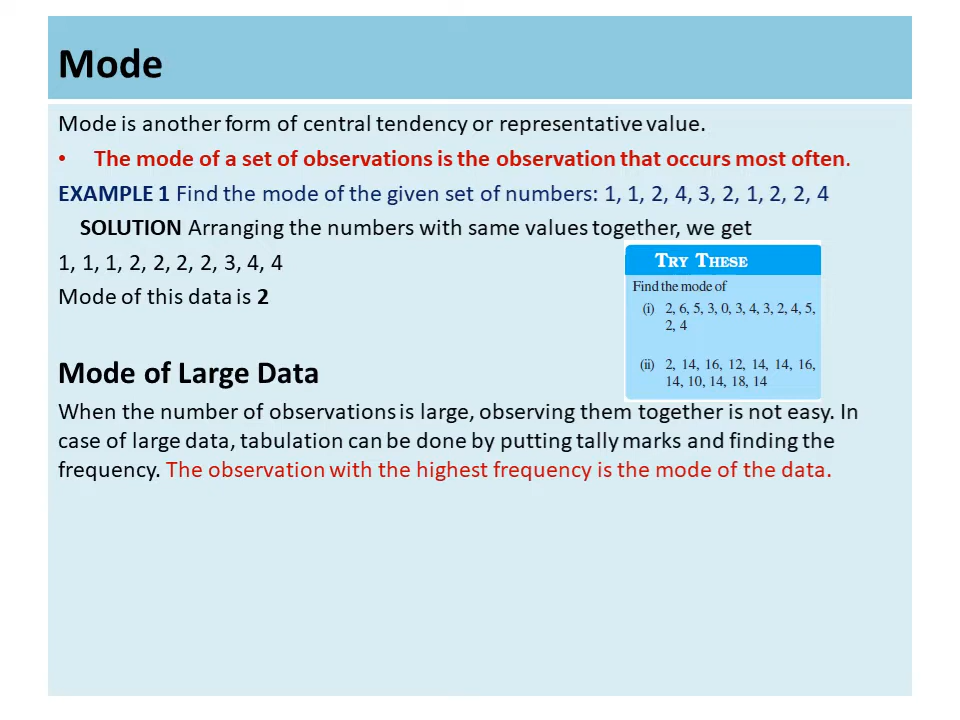 Mode
Mode is another form of central tendency or representative value.
• The mode of a set of observations is the observation that occurs most often.
EXAMPLE 1 Find the mode of the given set of numbers: 1, 1, 2, 4, 3, 2, 1, 2, 2, 4
SOLUTION Arranging the numbers with same values together, we get
1, 1, 1, 2, 2, 2, 2, 3, 4, 4
Mode of this data is 2
TRY THESE
Find the mode of
(i) 2, 6, 5, 3, 0, 3, 4, 3, 2, 4, 5,
2, 4
(ii) 2, 14, 16, 12, 14, 14, 16,
14, 10, 14, 18, 14
Mode of Large Data
When the number of observations is large, observing them together is not easy. In
case of large data, tabulation can be done by putting tally marks and finding the
frequency. The observation with the highest frequency is the mode of the data.